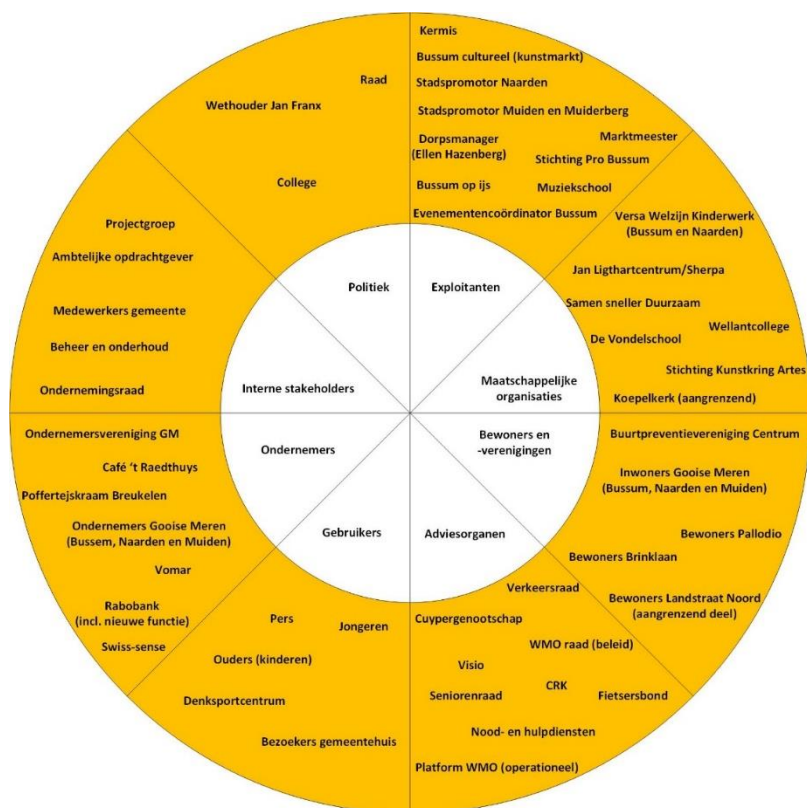 Kermis
Bussum cultureel (kunstmarkt)
Stadspromotor Naarden
Stadspromotor Muiden en Muiderberg
Marktmeester
Dorpsmanager
(Ellen Hazenberg)
Stichting Pro Bussum
Bussum op ijs
Muziekschool
Evenementencoördinator Bussum
Exploitanten
Versa Welzijn Kinderwerk
(Bussum en Naarden)
Jan Ligthartcentrum/Sherpa
Samen sneller Duurzaam
Wellantcollege
De Vondelschool
Stichting Kunstkring Artes
Koepelkerk (aangrenzend)
Maatschappelijke
organisaties
Bewoners en
-verenigingen
Buurtpreventievereniging Centrum
Inwoners Gooise Meren
(Bussum, Naarden en Muiden)
Bewoners Pallodio
Bewoners Brinklaan
Bewoners Landstraat Noord
(aangrenzend deel)
Adviesorganen
Verkeersraad
Cuypergenootschap
WMO raad (beleid)
Visio
CRK
Seniorenraad
Fietsersbond
Nood- en hulpdiensten
Platform WMO (operationeel)
Gebruikers
Pers
Jongeren
Ouders (kinderen)
Denksportcentrum
Bezoekers gemeentehuis
Ondernemers
Ondernemersvereniging GM
Café ‘t Raedthuys
Poffertejskraam Breukelen
Ondernemers Gooise Meren
(Bussem, Naarden en Muiden)
Vomar
Rabobank
(incl. nieuwe functie)
Swiss-sense
Interne stakeholders
Projectgroep
Ambtelijke opdrachtgever
Medewerkers gemeente
Beheer en onderhoud
Ondernemingsraad
Politiek
Raad
Wethouder Jan Franx
College